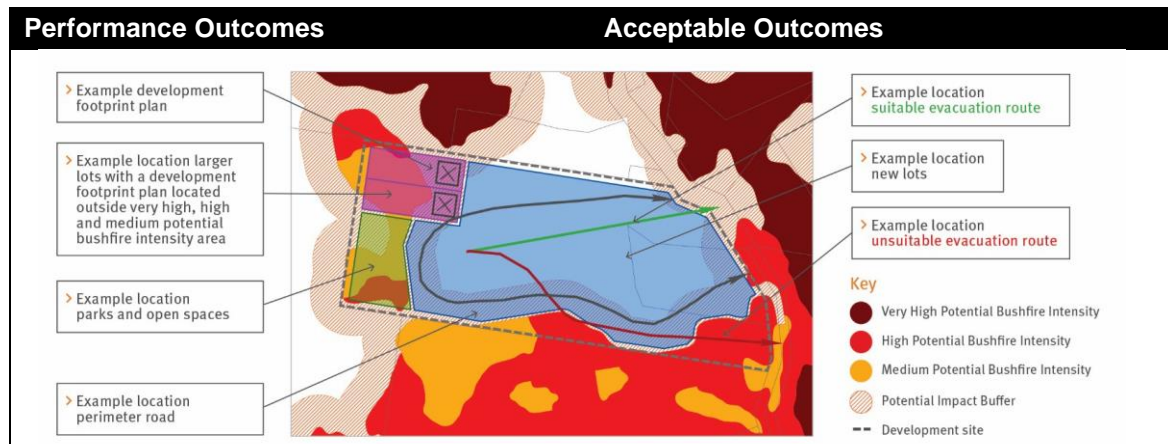 Performance Outcomes
Acceptable Outcomes
> Example development
footprint plan
> Example location larger
lots with a development
footprint plan located
outside very high, high
and medium potential
bushfire intensity area
> Example location
parks and open spaces
> Example location
perimeter road
> Example location
suitable evacuation route
> Example location
new lots
> Example location
unsuitable evacuation route
Key
Very High Potential Bushfire Intensity
High Potential Bushfire Intensity
Medium Potential Bushfire Intensity
Potential Impact Buffer
Development site